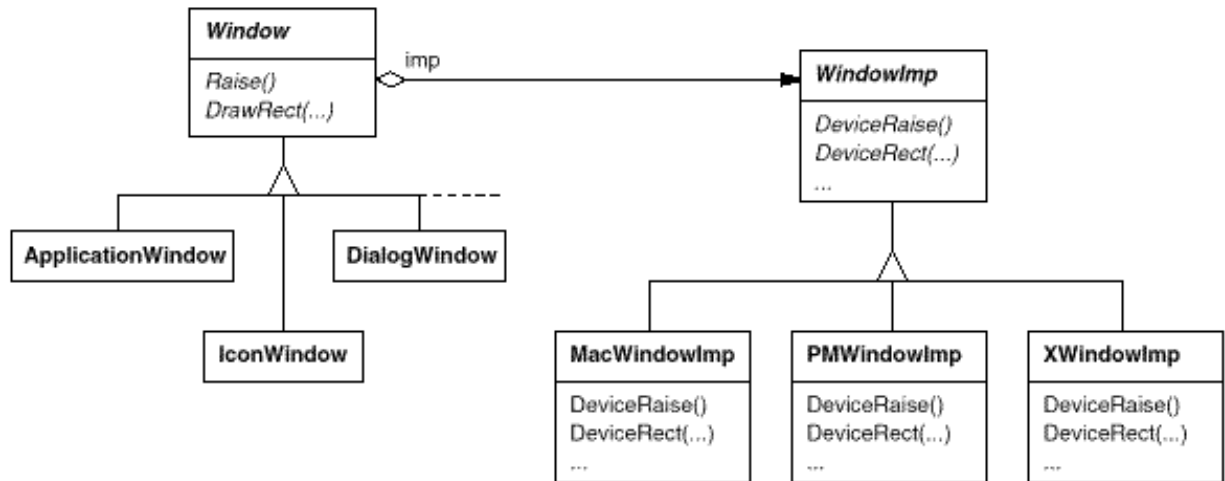 Window
Raise()
DrawRect(...)
imp
WindowImp
DeviceRaise()
DeviceRect(...)
...
ApplicationWindow
DialogWindow
IconWindow
MacWindowImp
DeviceRaise()
DeviceRect(...)
...
PMWindowImp
DeviceRaise()
DeviceRect(...)
...
XWindowImp
DeviceRaise()
DeviceRect(...)
...